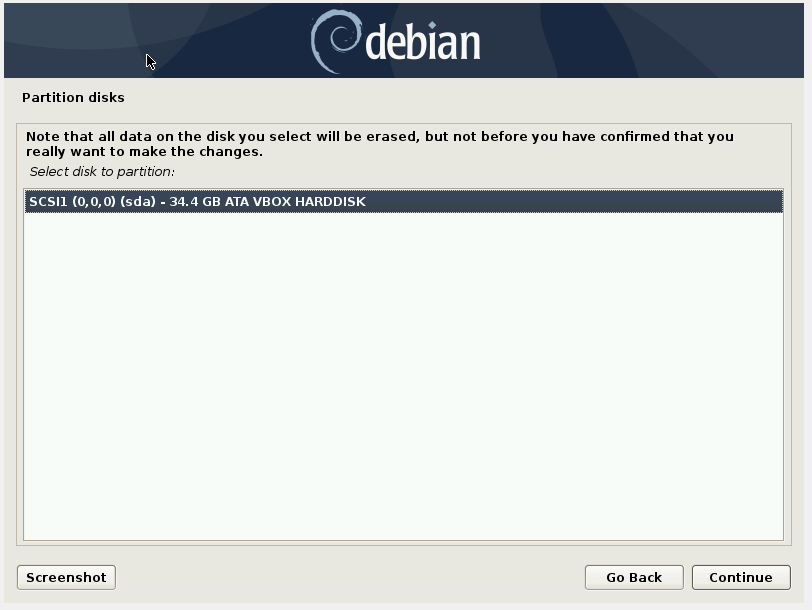 debian
Partition disks
Note that all data on the disk you select will be erased, but not before you have confirmed that you
really want to make the changes.
Select disk to partition:
SCSI1 (0,0,0) (sda) - 34.4 GB ATA VBOX HARDDISK
Screenshot
Go Back
Continue